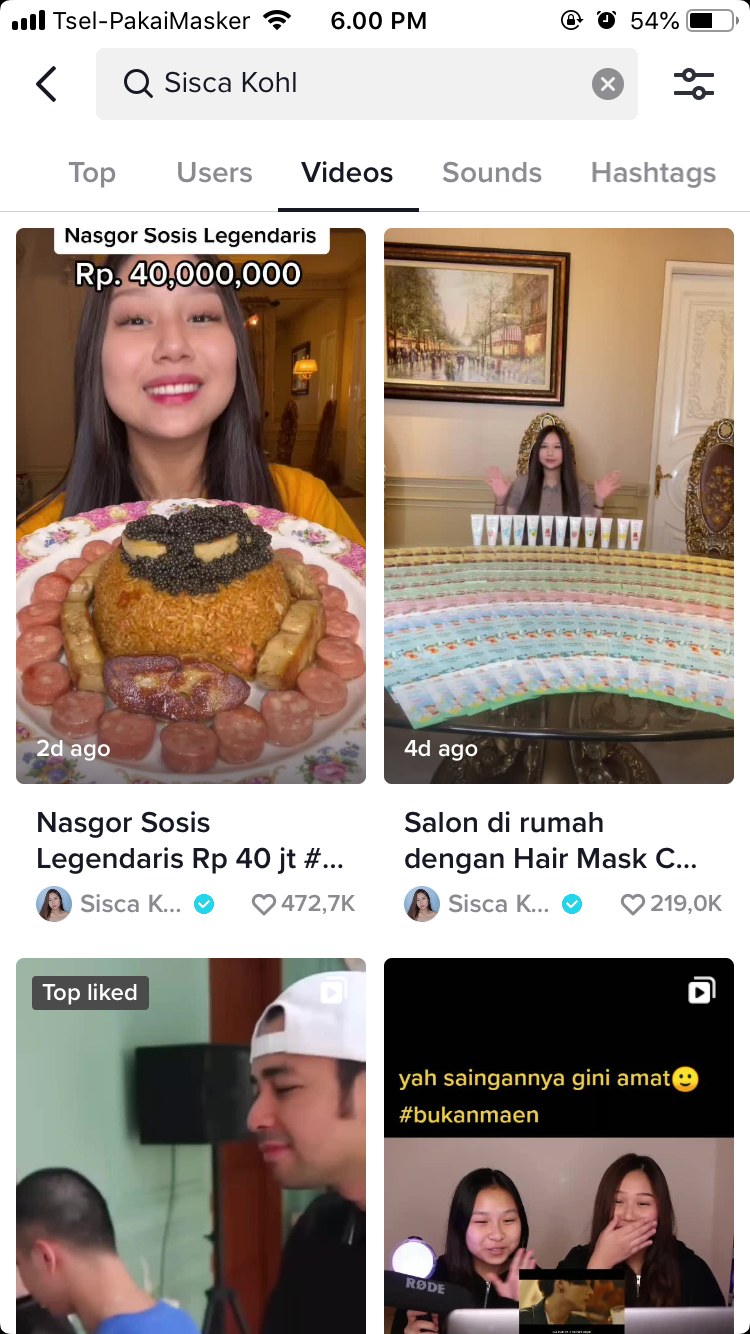 Tsel-PakaiMasker 6.00 PM 54%
Sisca Kohl
Top Users Videos Sounds Hashtags
Nasgor Sosis Legendaris
Rp. 40,000,000
2d ago
4d ago
Nasgor Sosis
Legendaris Rp 40 jt #...
Sisca K... 472,7K
Salon di rumah
dengan Hair Mask C...
Sisca K... 219,0K
Top liked
yah saingannya gini amat🙂
#bukanmaen
RØDE